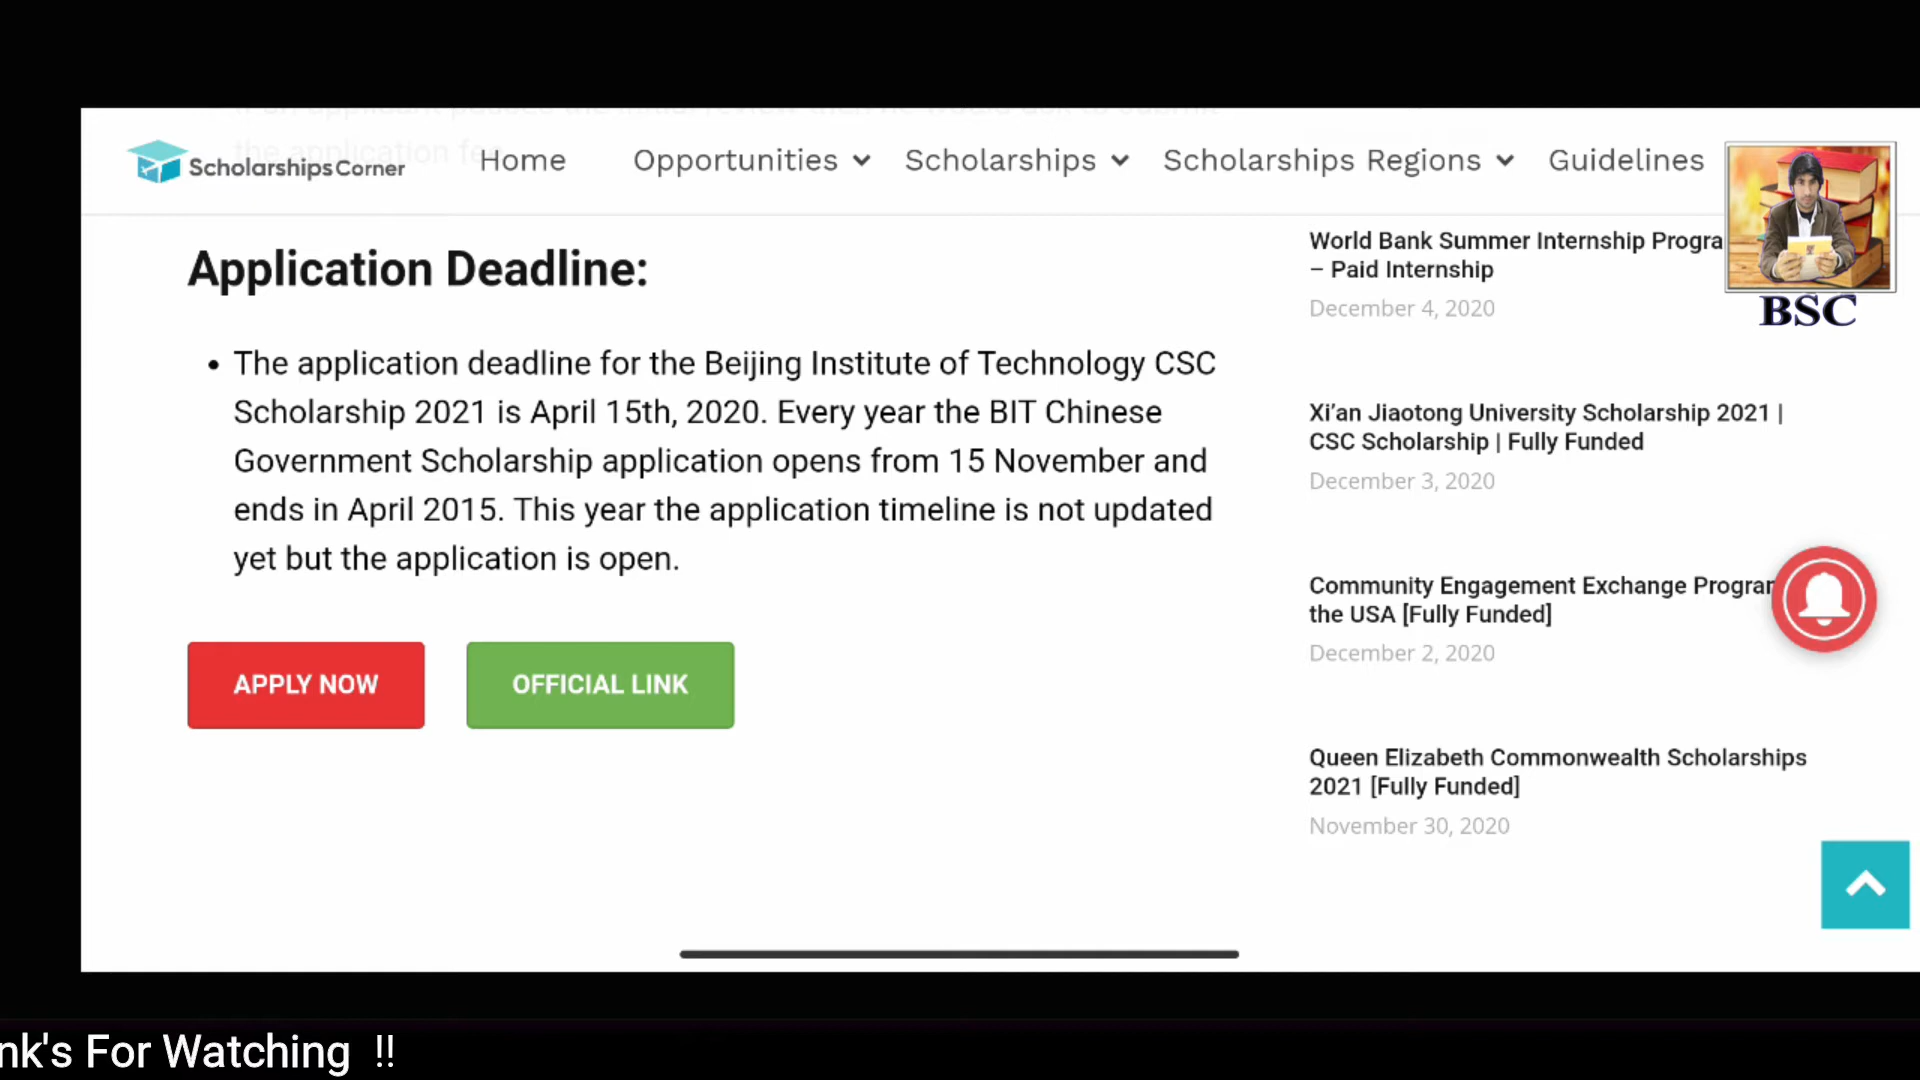 the application fee
ScholarshipsCorner
Home
Opportunities
Scholarships
Scholarships Regions
Guidelines
Application Deadline:
• The application deadline for the Beijing Institute of Technology CSC
Scholarship 2021 is April 15th, 2020. Every year the BIT Chinese
Government Scholarship application opens from 15 November and
ends in April 2015. This year the application timeline is not updated
yet but the application is open.
APPLY NOW
OFFICIAL LINK
World Bank Summer Internship Progra
– Paid Internship
December 4, 2020
Xi’an Jiaotong University Scholarship 2021 |
CSC Scholarship | Fully Funded
December 3, 2020
Community Engagement Exchange Program
the USA [Fully Funded]
December 2, 2020
Queen Elizabeth Commonwealth Scholarships
2021 [Fully Funded]
November 30, 2020
BSC
nk's For Watching !!